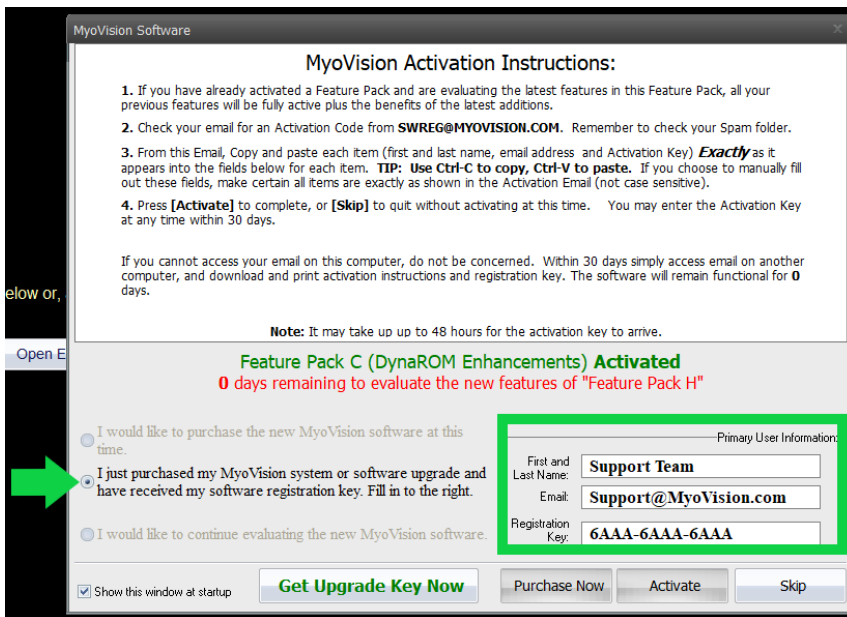 MyoVision Software
x
MyoVision Activation Instructions:
1. If you have already activated a Feature Pack and are evaluating the latest features in this Feature Pack, all your
previous features will be fully active plus the benefits of the latest additions.
2. Check your email for an Activation Code from SWREG@MYOVISION.COM. Remember to check your Spam folder.
3. From this Email, Copy and paste each item (first and last name, email address and Activation Key) Exactly as it
appears into the fields below for each item. TIP: Use Ctrl-C to copy, Ctrl-V to paste. If you choose to manually fill
out these fields, make certain all items are exactly as shown in the Activation Email (not case sensitive).
4. Press [Activate] to complete, or [Skip] to quit without activating at this time. You may enter the Activation Key
at any time within 30 days.
If you cannot access your email on this computer, do not be concerned. Within 30 days simply access email on another
computer, and download and print activation instructions and registration key. The software will remain functional for 0
days.
elow or,
Note: It may take up up to 48 hours for the activation key to arrive.
Open E
Feature Pack C (DynaROM Enhancements) Activated
0 days remaining to evaluate the new features of "Feature Pack H"
I would like to purchase the new MyoVision software at this
time.
I just purchased my MyoVision system or software upgrade and
have received my software registration key. Fill in to the right.
I would like to continue evaluating the new MyoVision software.
Primary User Information:
First and
Last Name:
Support Team
Email:
Support@MyoVision.com
Registration
Key:
6AAA-6AAA-6AAA
Show this window at startup
Get Upgrade Key Now
Purchase Now
Activate
Skip